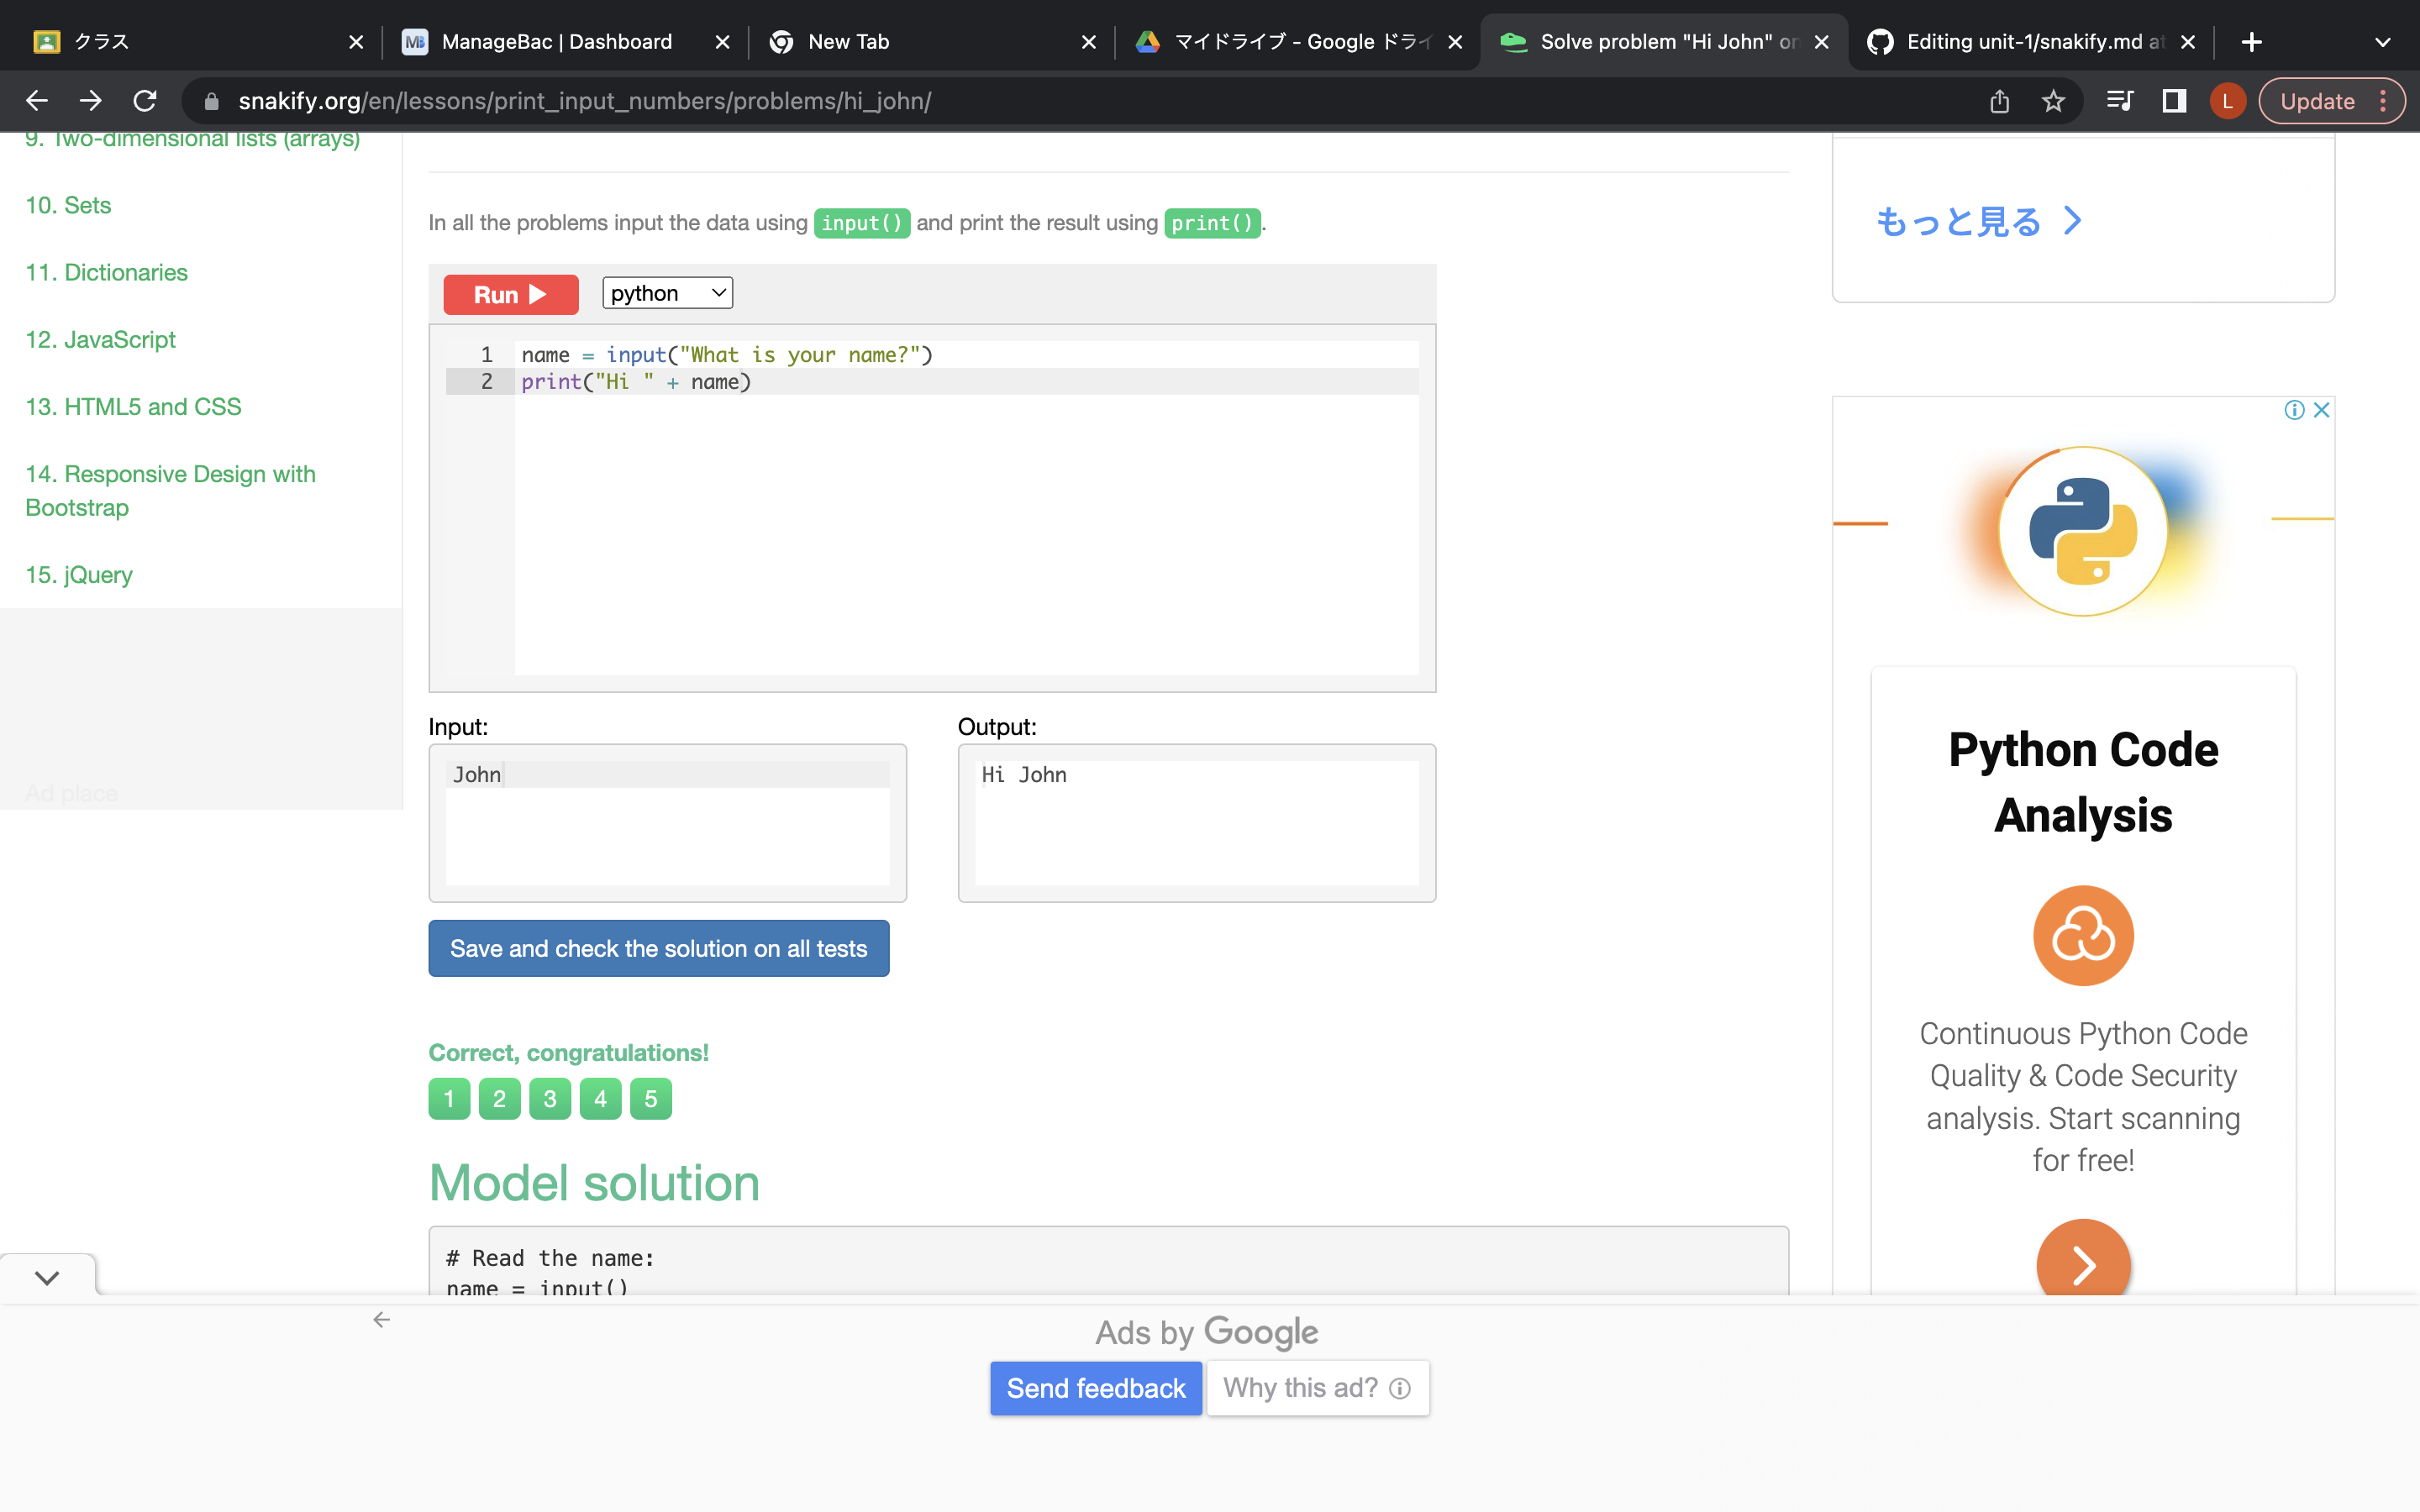 クラス
ManageBac | Dashboard
New Tab
マイドライブ - Google ドライ
Solve problem "Hi John" on
Editing unit-1/snakify.md at
snakify.org/en/lessons/print_input_numbers/problems/hi_john/
L
Update
9. Two-dimensional lists (arrays)
10. Sets
11. Dictionaries
12. JavaScript
13. HTML5 and CSS
14. Responsive Design with
Bootstrap
15. jQuery
Ad place
In all the problems input the data using input() and print the result using print().
Run
python
1 name = input("What is your name?")
2 print("Hi " + name)
Input:
John
Output:
Hi John
Save and check the solution on all tests
Correct, congratulations!
1 2 3 4 5
Model solution
# Read the name:
name = input()
もっと見る
Python Code
Analysis
Continuous Python Code
Quality & Code Security
analysis. Start scanning
for free!
Ads by Google
Send feedback
Why this ad?